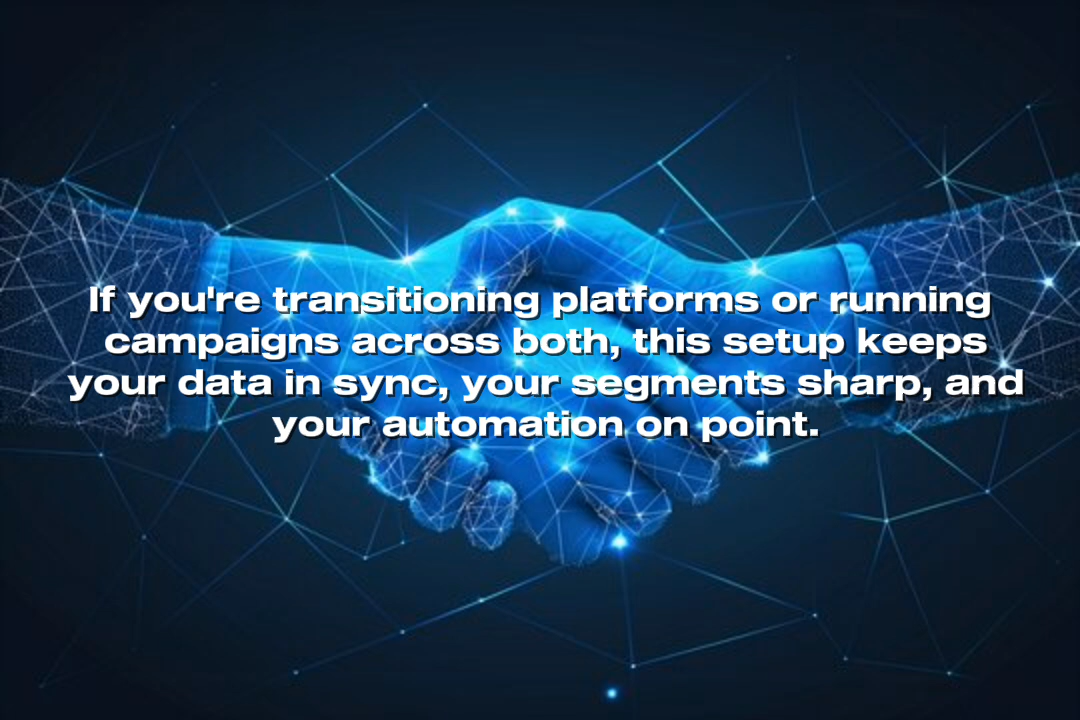 If you're transitioning platforms or running
campaigns across both, this setup keeps
your data in sync, your segments sharp, and
your automation on point.